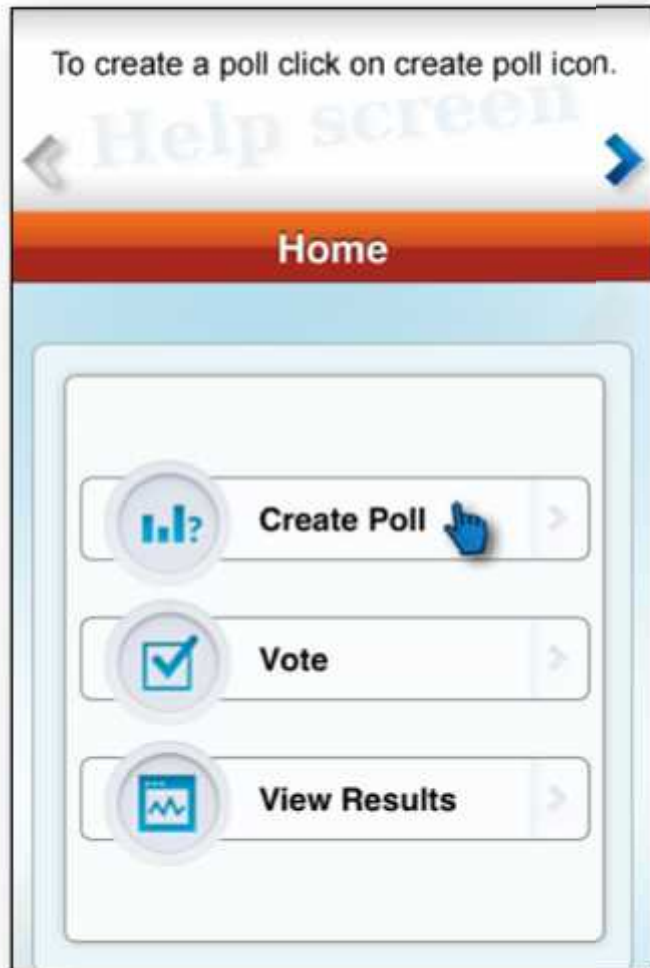 To create a poll click on create poll icon.
Help screen
Home
Create Poll
Vote
View Results